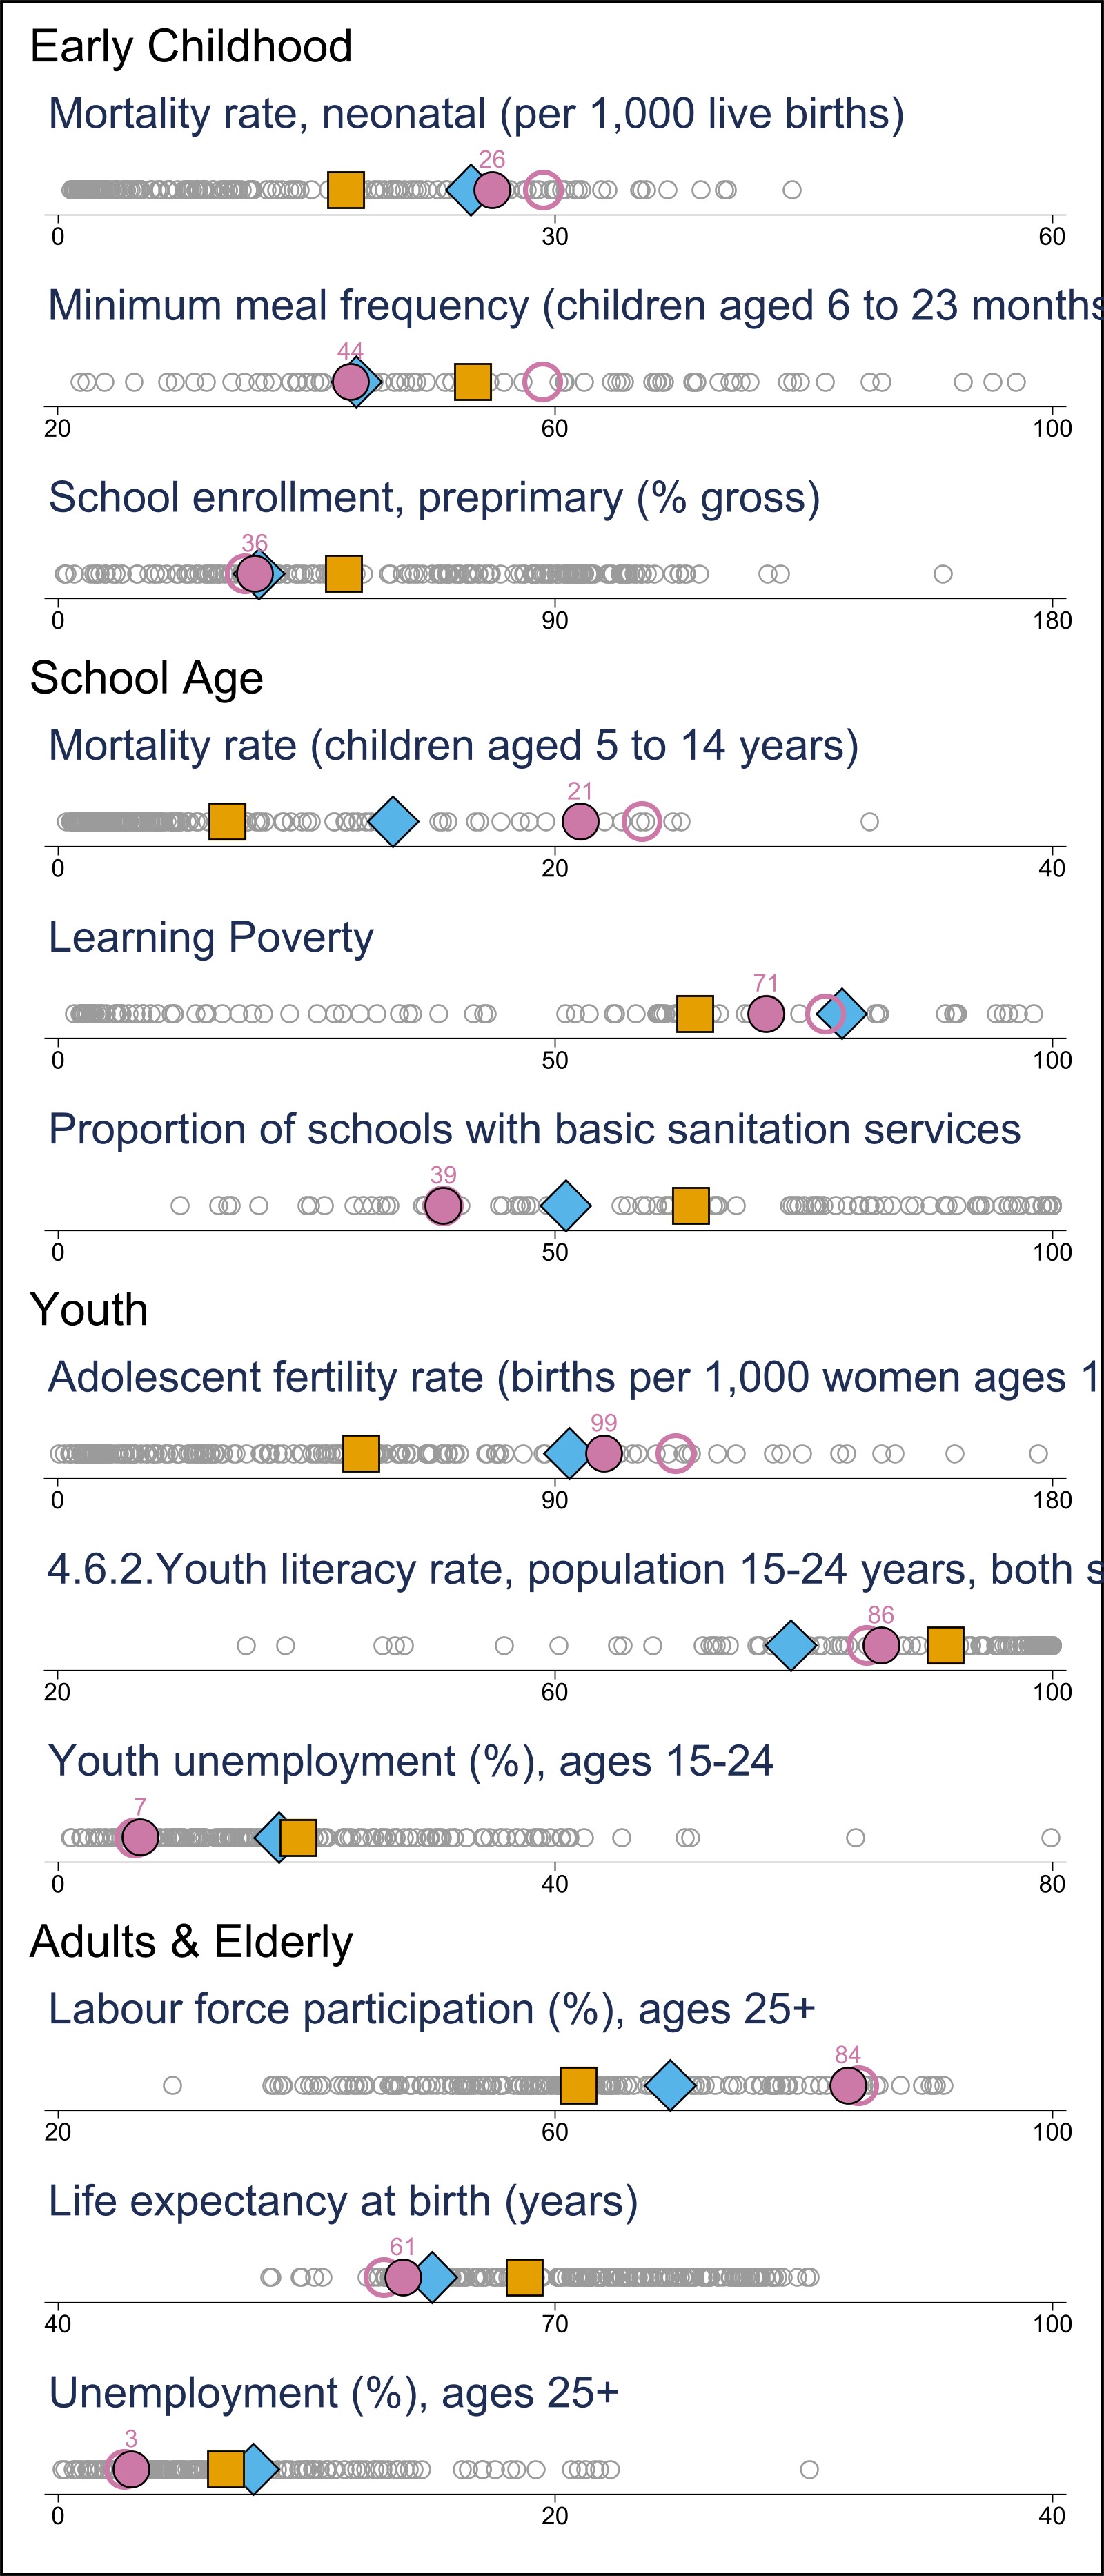 Early Childhood
Mortality rate, neonatal (per 1,000 live births)
26
0 30 60
Minimum meal frequency (children aged 6 to 23 months
44
20 60 100
School enrollment, preprimary (% gross)
36
0 90 180
School Age
Mortality rate (children aged 5 to 14 years)
21
0 20 40
Learning Poverty
71
0 50 100
Proportion of schools with basic sanitation services
39
0 50 100
Youth
Adolescent fertility rate (births per 1,000 women ages 1
99
0 90 180
4.6.2.Youth literacy rate, population 15-24 years, both s
86
20 60 100
Youth unemployment (%), ages 15-24
7
0 40 80
Adults & Elderly
Labour force participation (%), ages 25+
84
20 60 100
Life expectancy at birth (years)
61
40 70 100
Unemployment (%), ages 25+
3
0 20 40